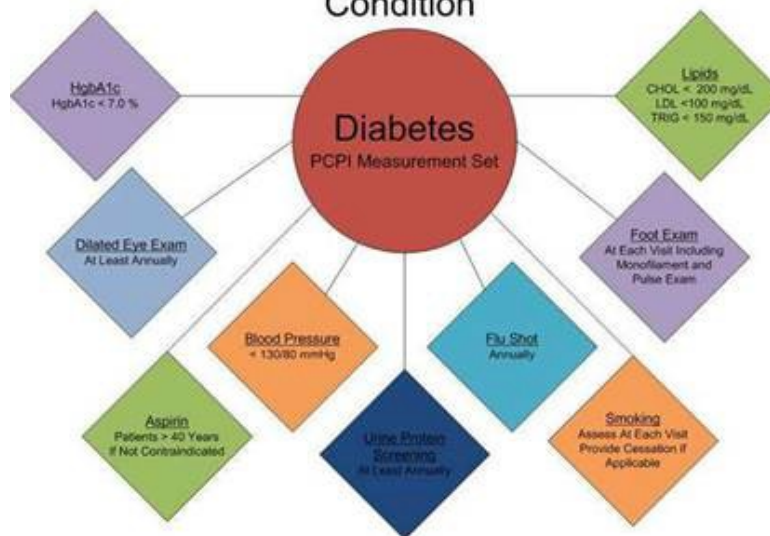 Condition
Diabetes
PCPI Measurement Set
HgbA1c
HgbA1c < 7.0 %
Lipids
CHOL < 200 mg/dL
LDL <100 mg/dL
TRIG < 150 mg/dL
Dilated Eye Exam
At Least Annually
Foot Exam
At Each Visit Including
Monofilament and
Pulse Exam
Blood Pressure
< 130/80 mmHg
Flu Shot
Annually
Aspirin
Patients > 40 Years
If Not Contraindicated
Urine Protein
Screening
At Least Annually
Smoking
Assess At Each Visit
Provide Cessation If
Applicable